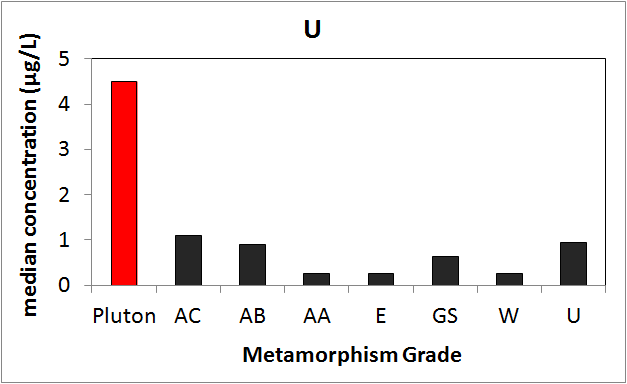 U
median concentration (µg/L)
5
4
3
2
1
0
Pluton AC AB AA E GS W U
Metamorphism Grade